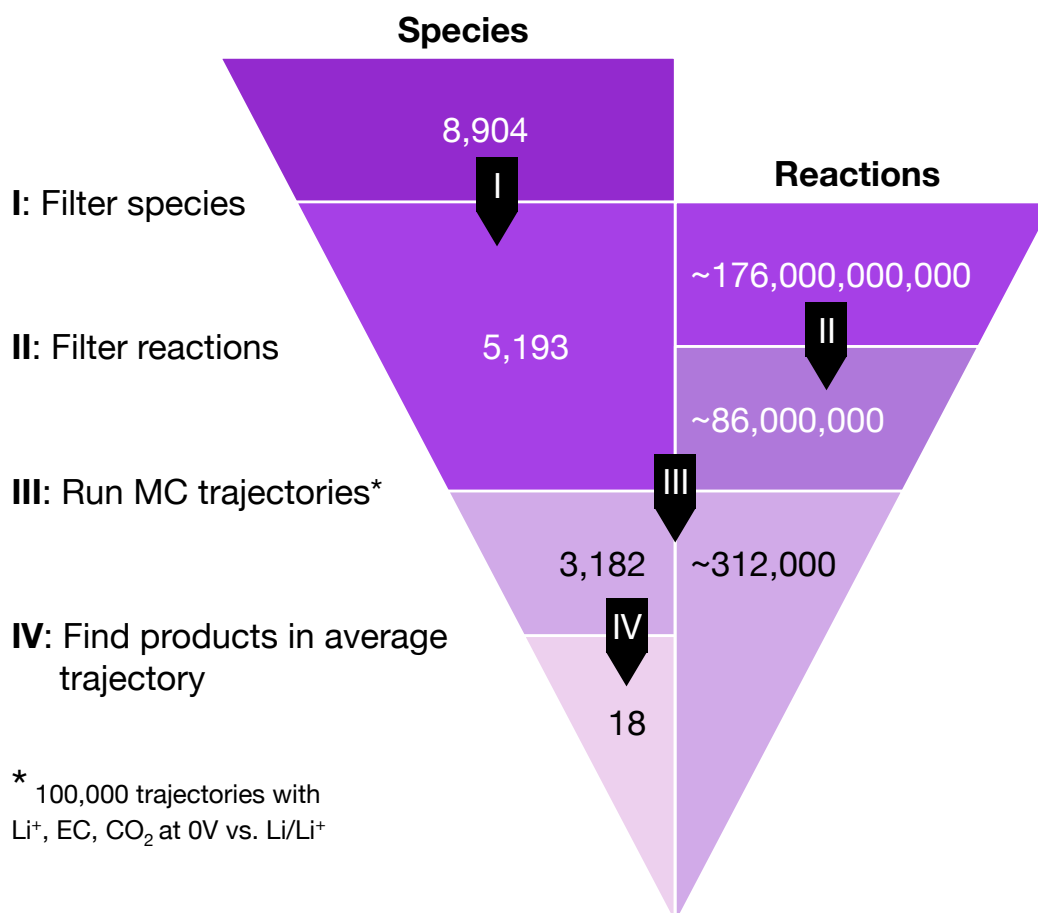 Species
8,904
I
Reactions
I: Filter species
~176,000,000,000
II
II: Filter reactions
5,193
~86,000,000
III
III: Run MC trajectories*
3,182
~312,000
IV
IV: Find products in average
trajectory
18
* 100,000 trajectories with
Li⁺, EC, CO₂ at 0V vs. Li/Li⁺